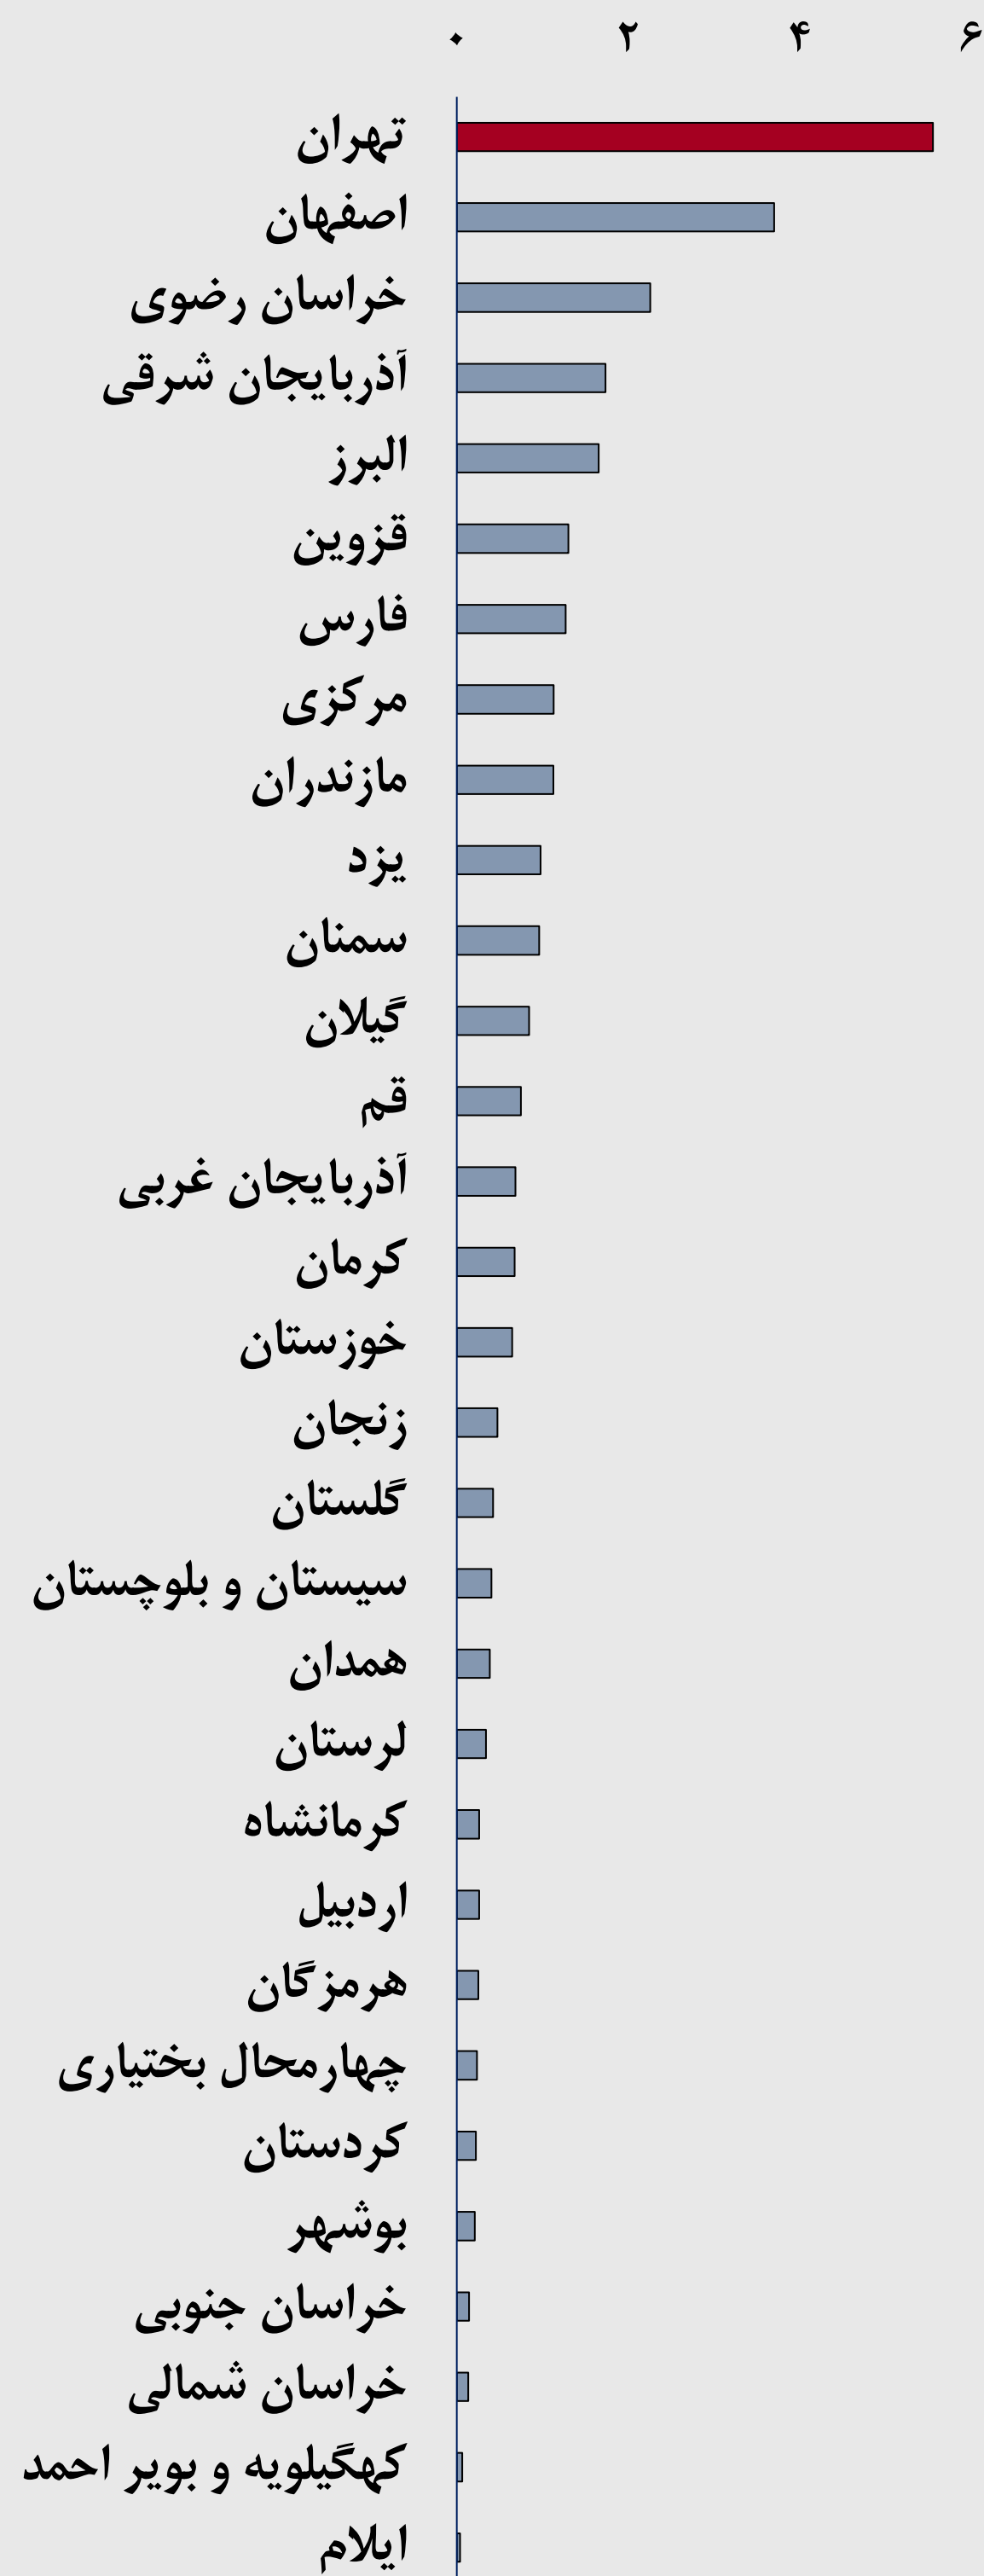 ۰ ۲ ۴ ۶
تهران
اصفهان
خراسان رضوی
آذربایجان شرقی
البرز
قزوین
فارس
مرکزی
مازندران
یزد
سمنان
گیلان
قم
آذربایجان غربی
کرمان
خوزستان
زنجان
گلستان
سیستان و بلوچستان
همدان
لرستان
کرمانشاه
اردبیل
هرمزگان
چهارمحال بختیاری
کردستان
بوشهر
خراسان جنوبی
خراسان شمالی
کهگیلویه و بویر احمد
ایلام